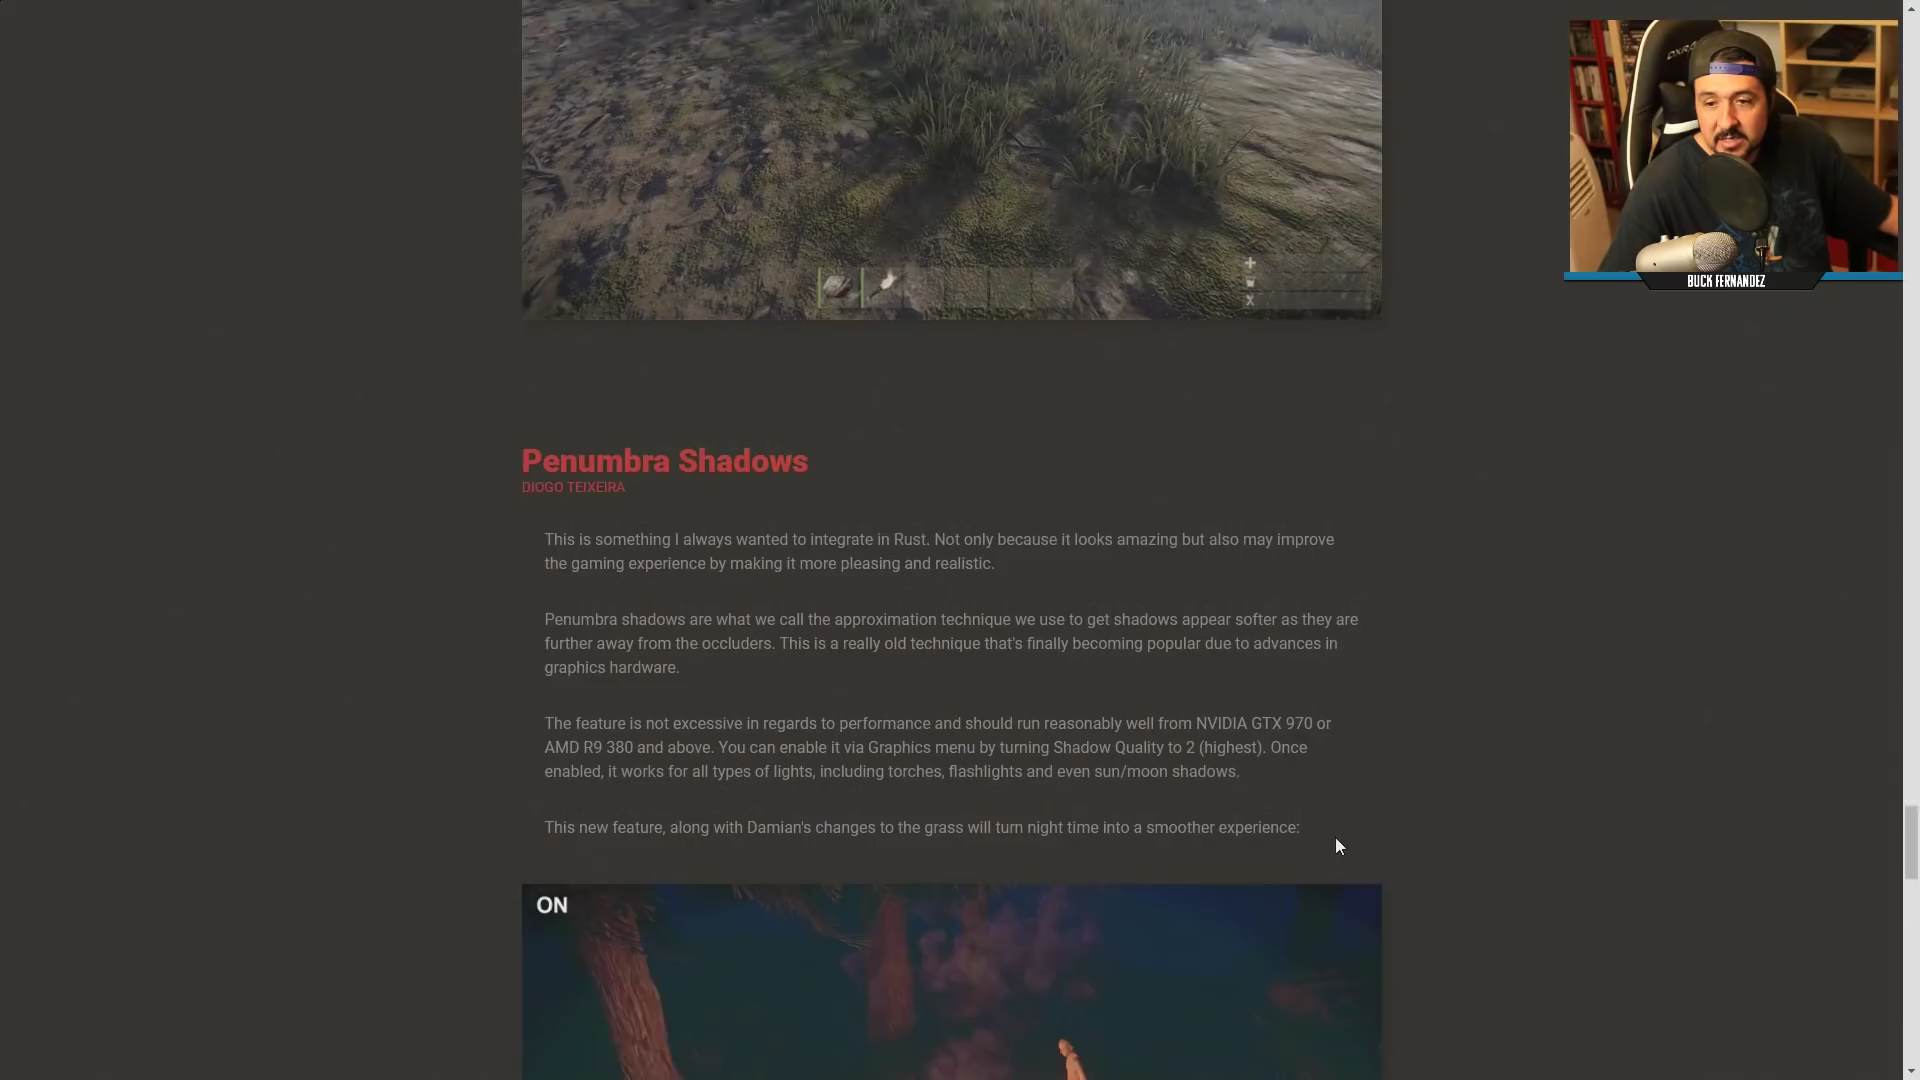 BUCK FERNANDEZ
Penumbra Shadows
DIOGO TEIXEIRA
This is something I always wanted to integrate in Rust. Not only because it looks amazing but also may improve
the gaming experience by making it more pleasing and realistic.
Penumbra shadows are what we call the approximation technique we use to get shadows appear softer as they are
further away from the occluders. This is a really old technique that's finally becoming popular due to advances in
graphics hardware.
The feature is not excessive in regards to performance and should run reasonably well from NVIDIA GTX 970 or
AMD R9 380 and above. You can enable it via Graphics menu by turning Shadow Quality to 2 (highest). Once
enabled, it works for all types of lights, including torches, flashlights and even sun/moon shadows.
This new feature, along with Damian's changes to the grass will turn night time into a smoother experience:
ON